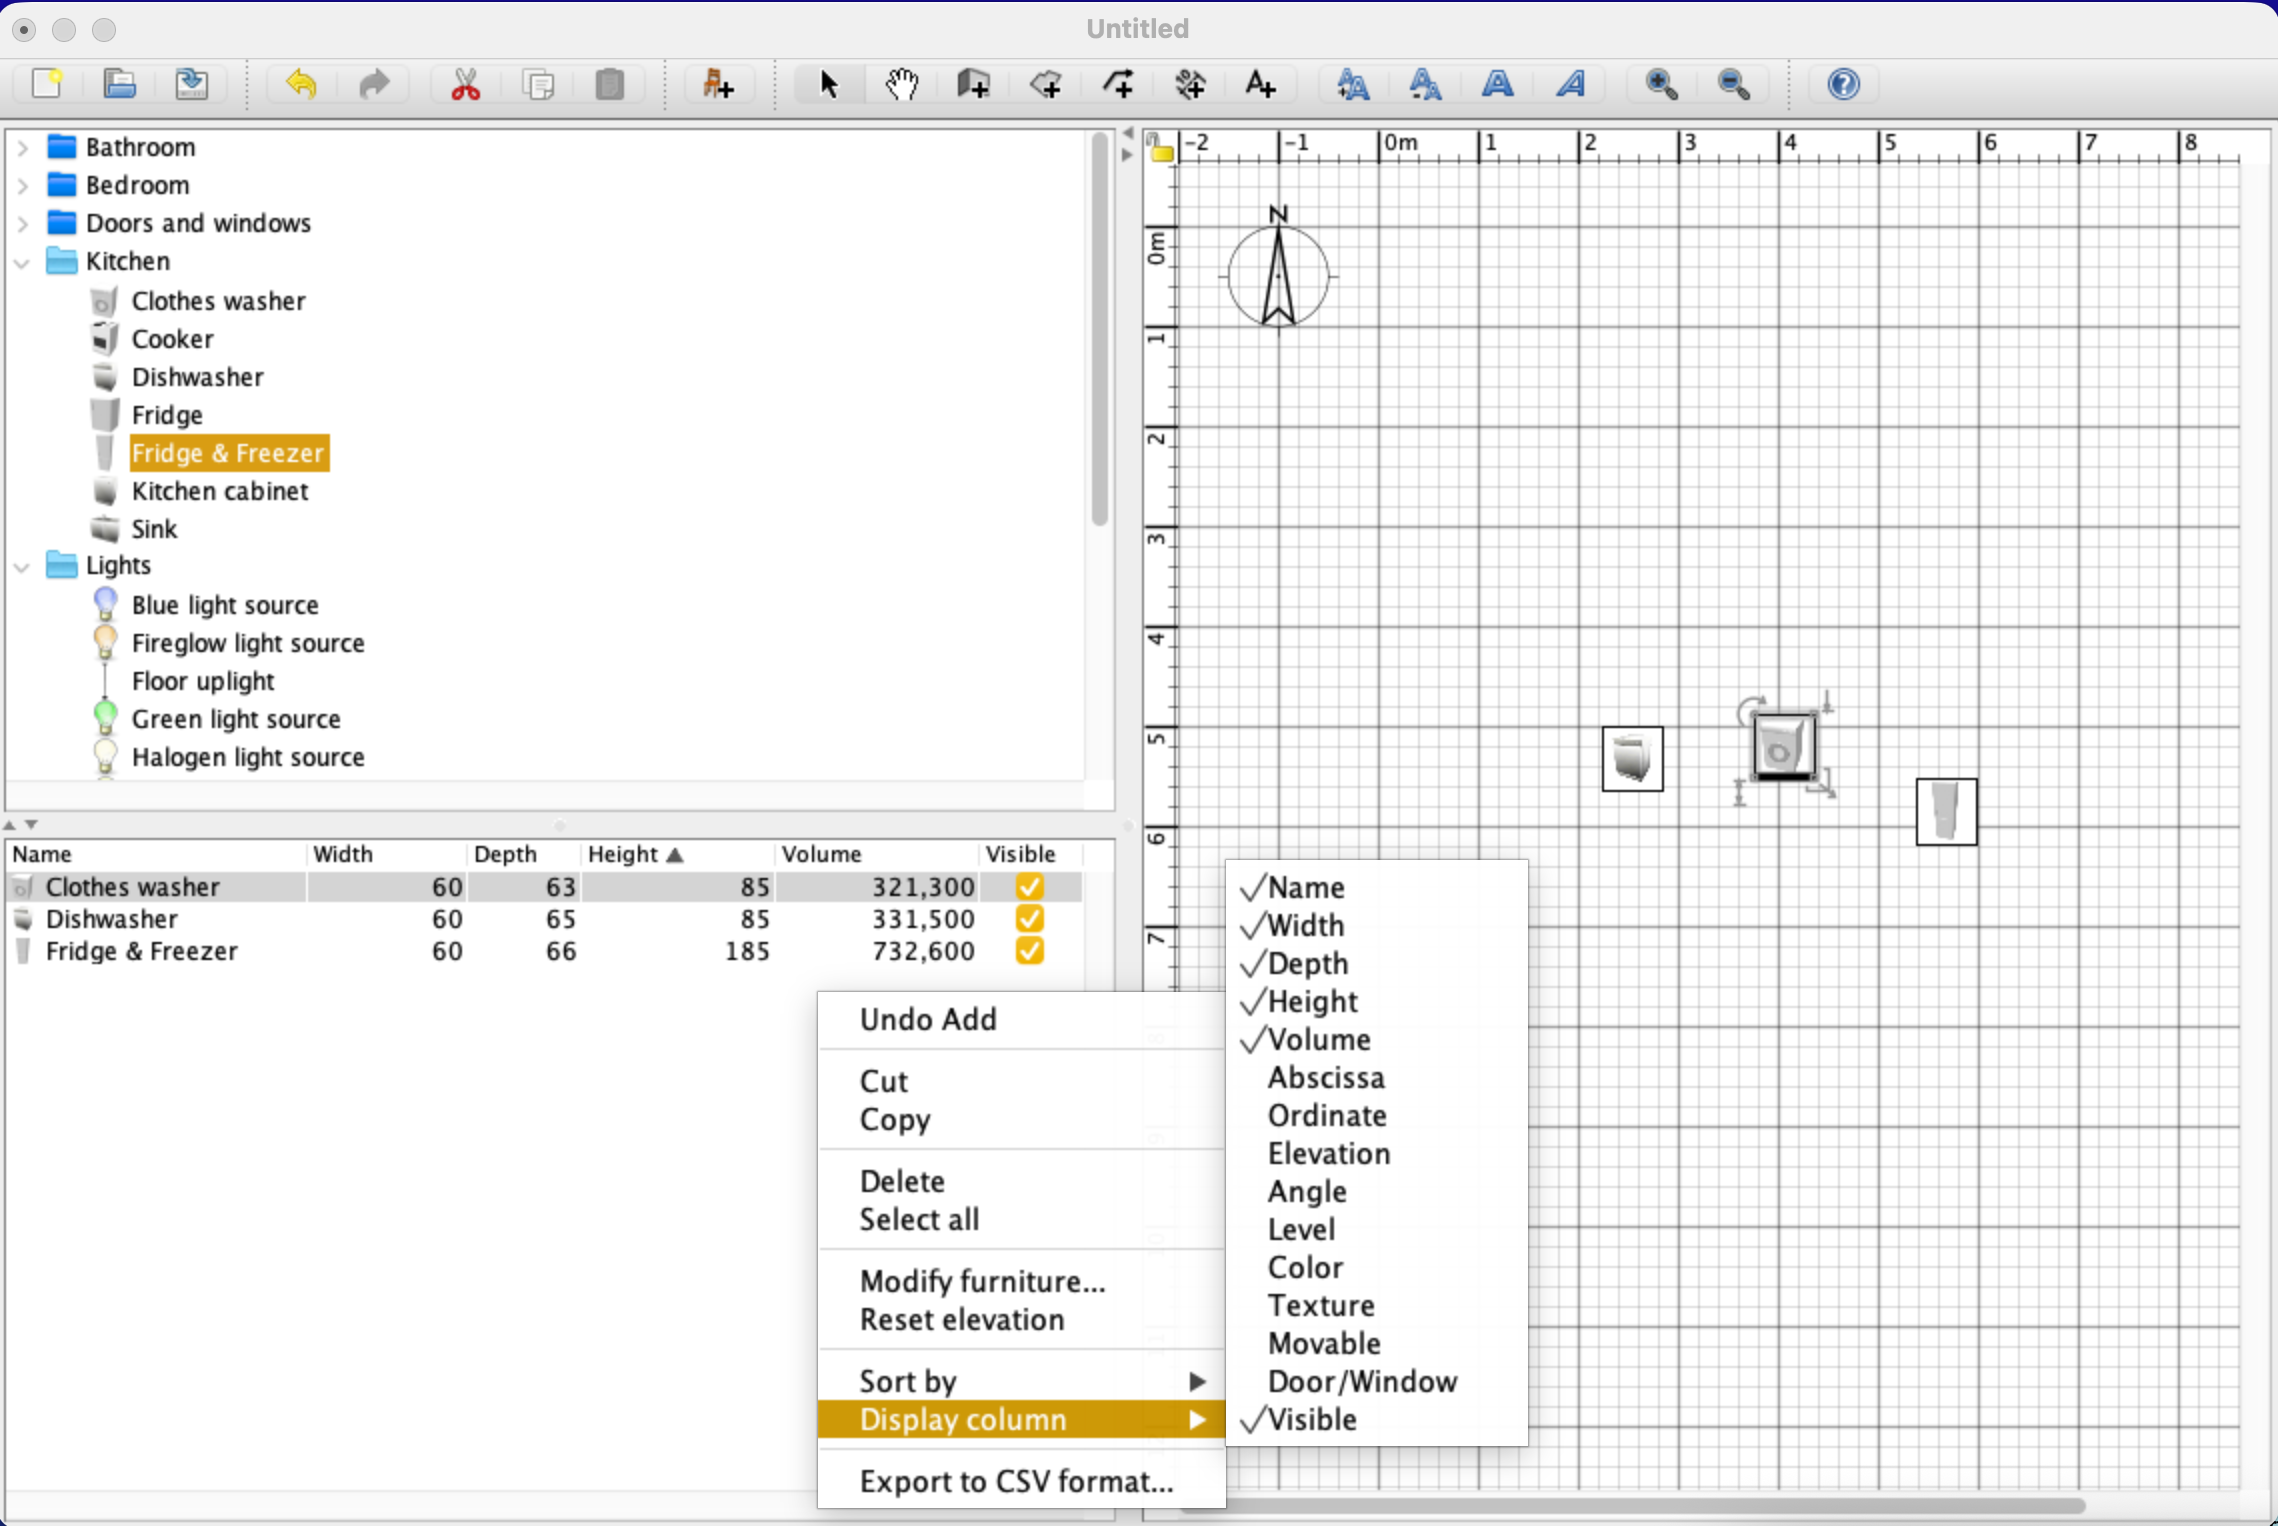 Untitled
Bathroom
Bedroom
Doors and windows
Kitchen
Clothes washer
Cooker
Dishwasher
Fridge
Fridge & Freezer
Kitchen cabinet
Sink
Lights
Blue light source
Fireglow light source
Floor uplight
Green light source
Halogen light source
Name Width Depth Height Volume Visible
Clothes washer 60 63 85 321,300
Dishwasher 60 65 85 331,500
Fridge & Freezer 60 66 185 732,600
-2 -1 0m 1 2 3 4 5 6 7 8
N
0m
1
2
3
4
5
6
7
8
9
10
11
Undo Add
Cut
Copy
Delete
Select all
Modify furniture...
Reset elevation
Sort by
Display column
Export to CSV format...
Name
Width
Depth
Height
Volume
Abscissa
Ordinate
Elevation
Angle
Level
Color
Texture
Movable
Door/Window
Visible